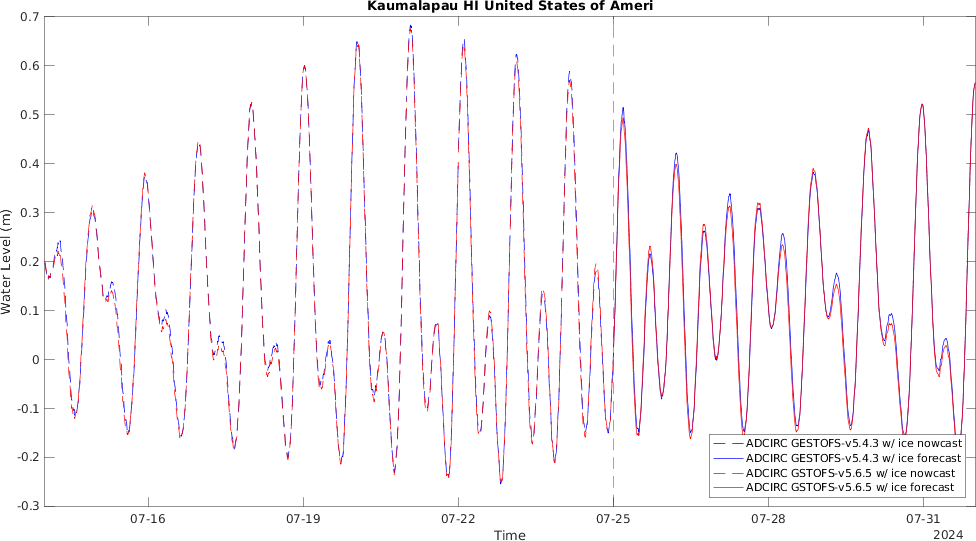 Kaumalapau HI United States of Ameri
Water Level (m)
0.7
0.6
0.5
0.4
0.3
0.2
0.1
0
-0.1
-0.2
-0.3
ADCIRC GESTOFS-v5.4.3 w/ ice nowcast
ADCIRC GESTOFS-v5.4.3 w/ ice forecast
ADCIRC GSTOFS-v5.6.5 w/ ice nowcast
ADCIRC GSTOFS-v5.6.5 w/ ice forecast
07-16 07-19 07-22 07-25 07-28 07-31
Time
2024